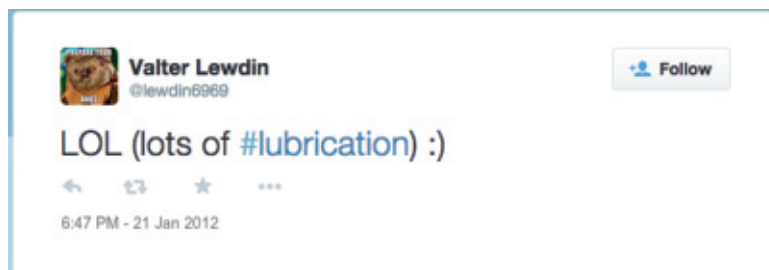 Valter Lewdin
@lewdin6969
Follow
LOL (lots of #lubrication) :)
6:47 PM - 21 Jan 2012